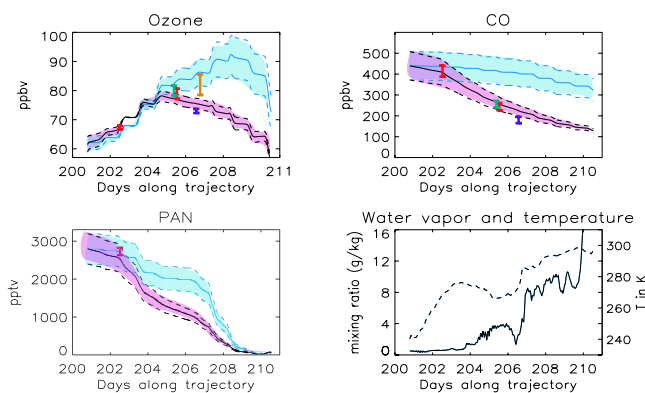 Ozone
100
90
80
70
60
ppbv
200 202 204 206 208 211
Days along trajectory
CO
500
400
300
200
100
0
ppbv
200 202 204 206 208 210
Days along trajectory
PAN
3000
2000
1000
0
pptv
200 202 204 206 208 210
Days along trajectory
Water vapor and temperature
16
12
8
4
0
mixing ratio (g/kg)
300
280
260
240
T in K
200 202 204 206 208 210
Days along trajectory